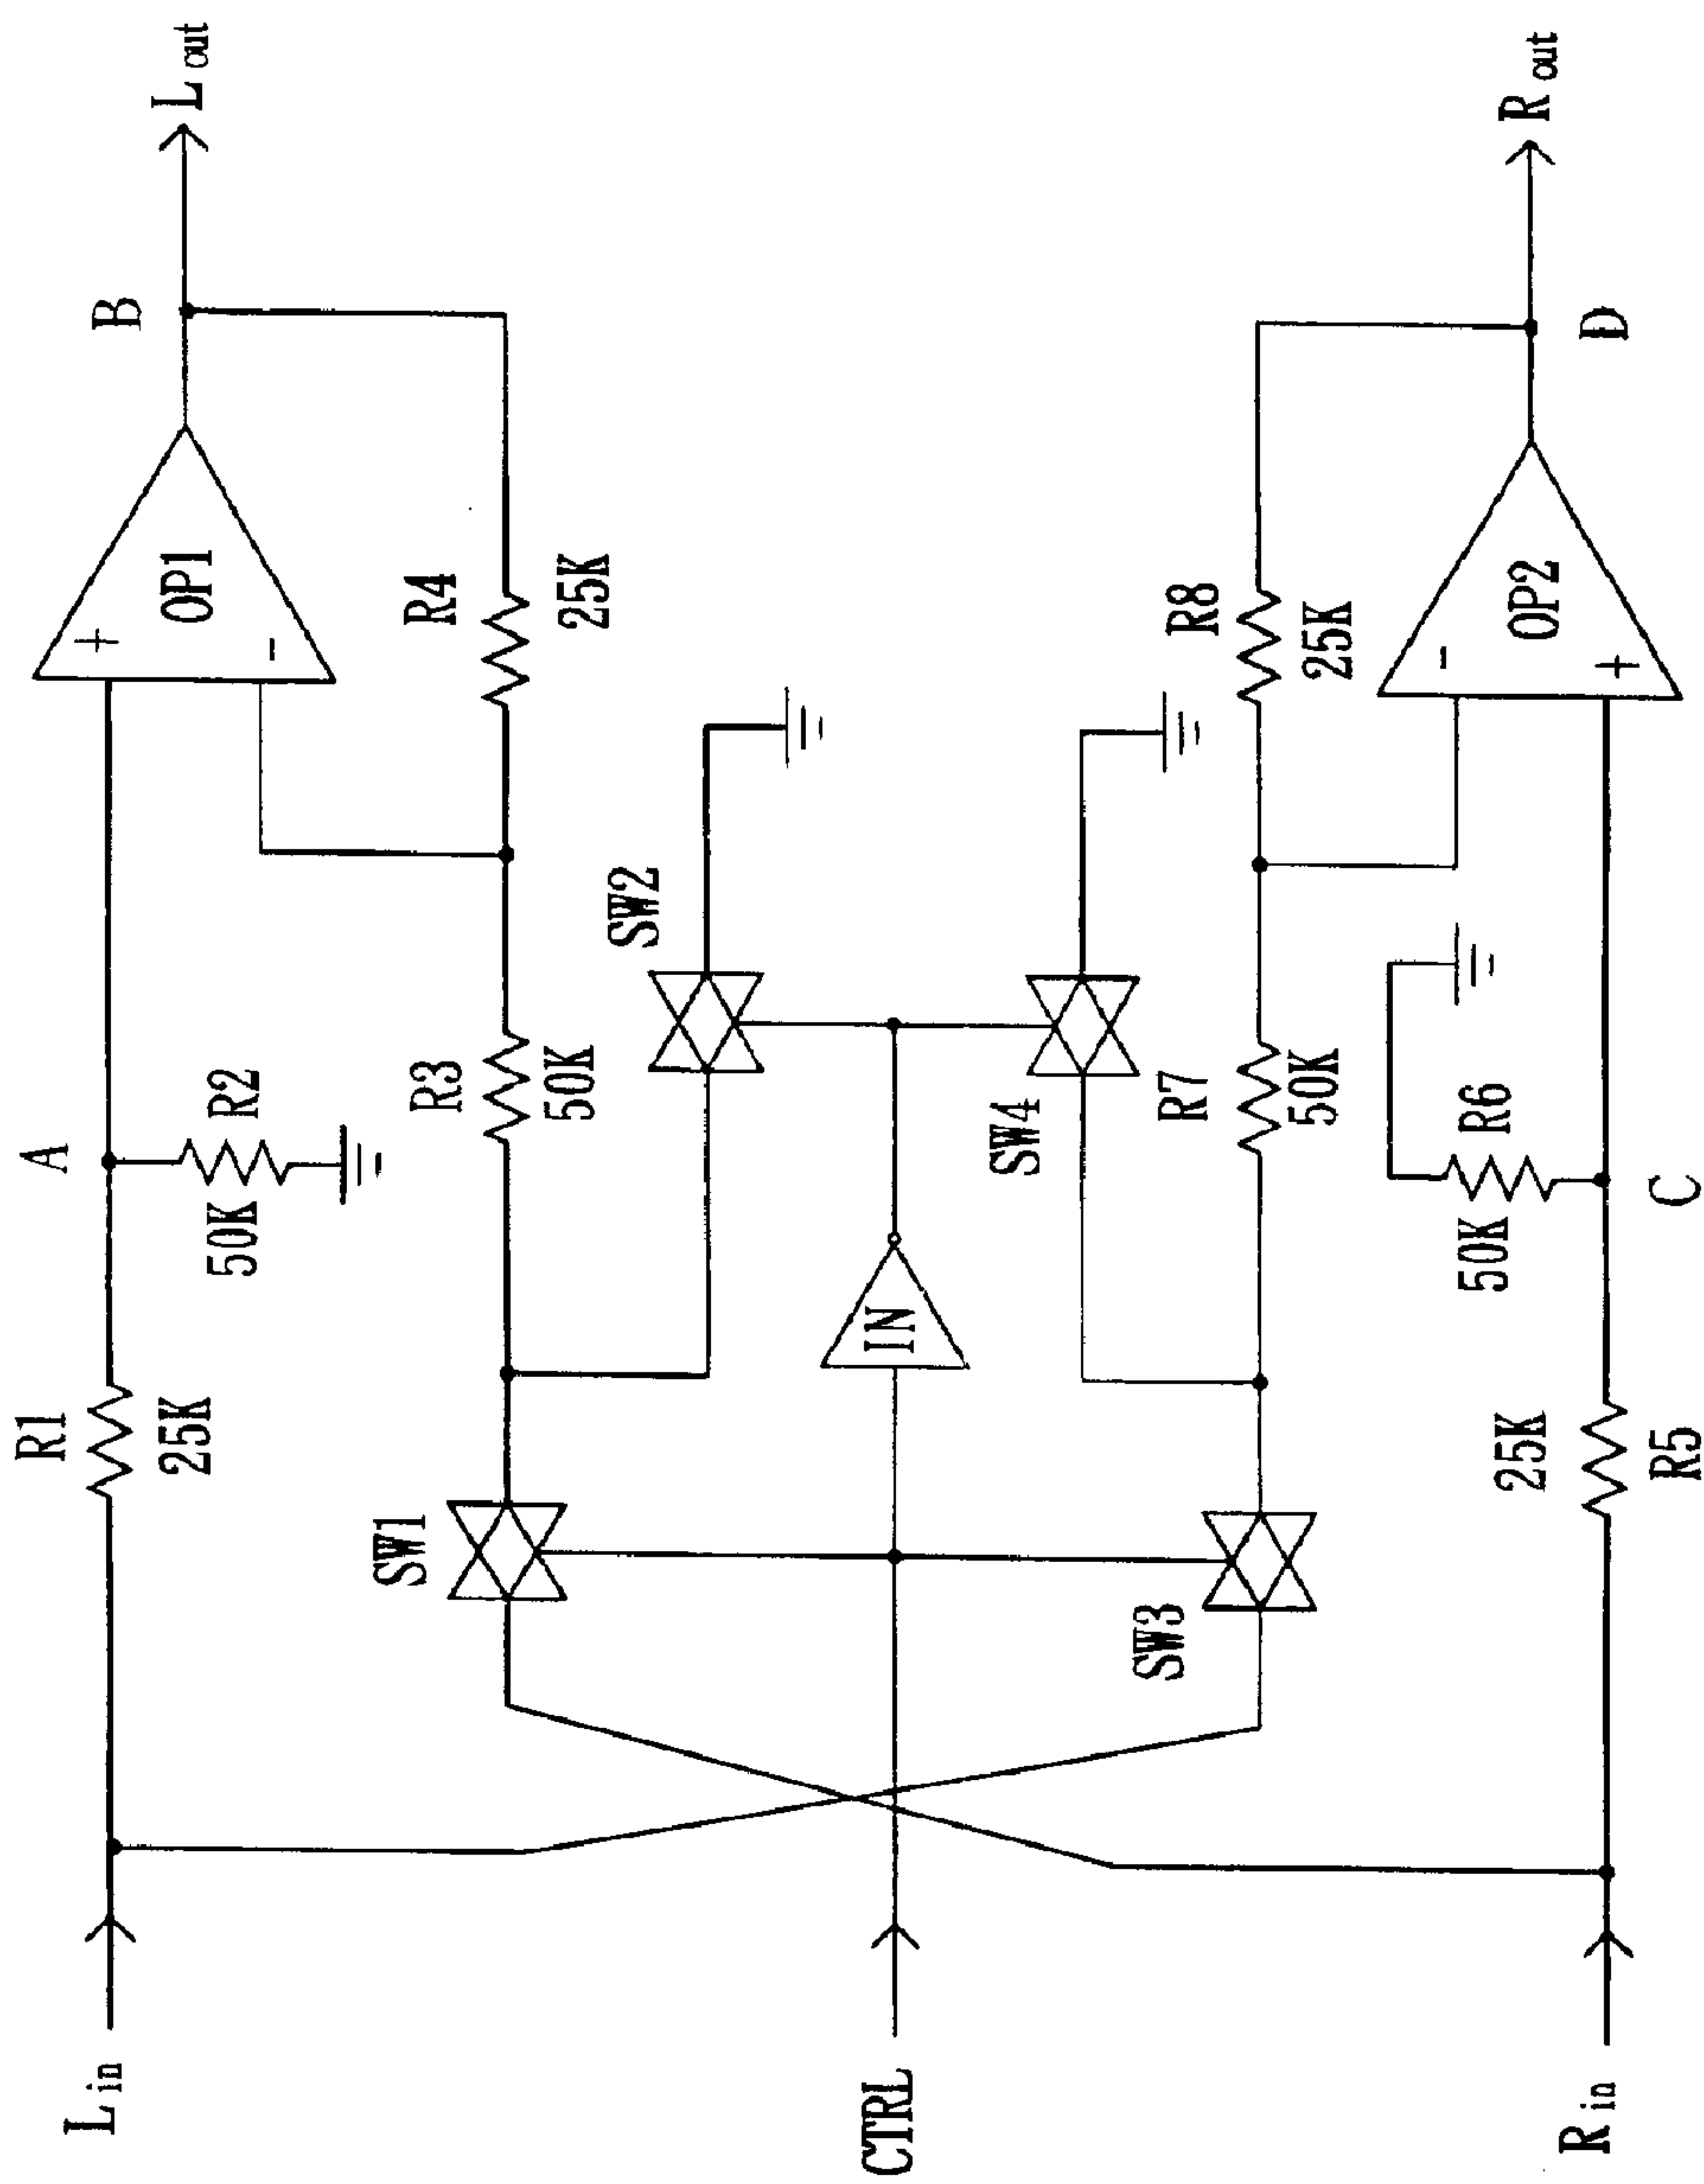 L in
R1
25K
A
R2
50K
+
-
OP1
B
L out
R3
50K
R4
25K
SW1
SW2
CTRL
IN
SW3
SW4
R7
50K
R8
25K
R in
R5
25K
R6
50K
C
-
+
OP2
D
R out